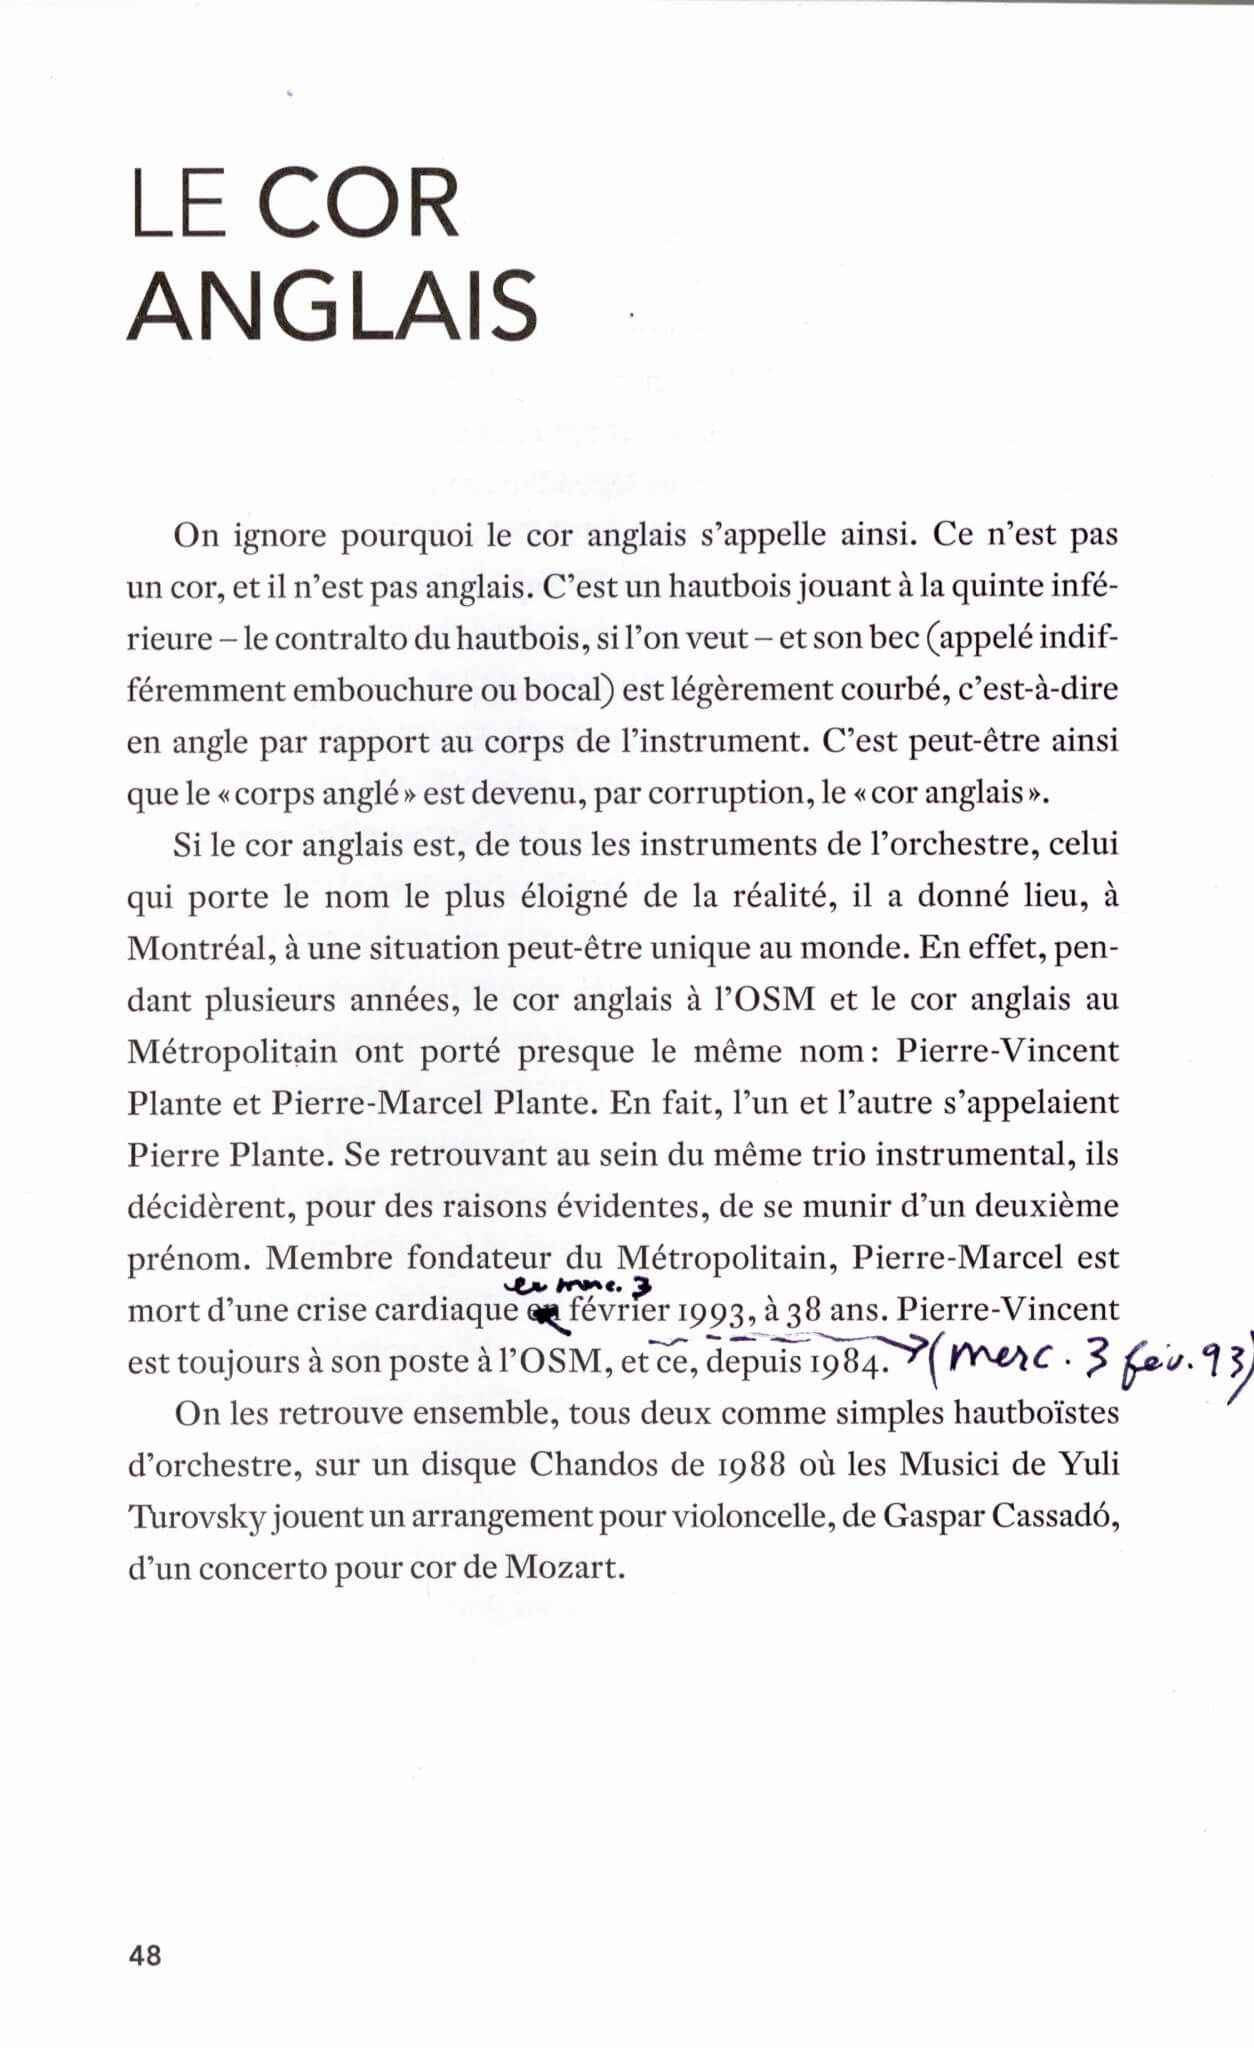 LE COR
ANGLAIS
On ignore pourquoi le cor anglais s’appelle ainsi. Ce n’est pas
un cor, et il n’est pas anglais. C’est un hautbois jouant à la quinte infé-
rieure – le contralto du hautbois, si l’on veut – et son bec (appelé indif-
féremment embouchure ou bocal) est légèrement courbé, c’est-à-dire
en angle par rapport au corps de l’instrument. C’est peut-être ainsi
que le «corps anglé» est devenu, par corruption, le «cor anglais».
Si le cor anglais est, de tous les instruments de l’orchestre, celui
qui porte le nom le plus éloigné de la réalité, il a donné lieu, à
Montréal, à une situation peut-être unique au monde. En effet, pen-
dant plusieurs années, le cor anglais à l’OSM et le cor anglais au
Métropolitain ont porté presque le même nom: Pierre-Vincent
Plante et Pierre-Marcel Plante. En fait, l’un et l’autre s’appelaient
Pierre Plante. Se retrouvant au sein du même trio instrumental, ils
décidèrent, pour des raisons évidentes, de se munir d’un deuxième
prénom. Membre fondateur du Métropolitain, Pierre-Marcel est
merc. 3
mort d’une crise cardiaque en février 1993, à 38 ans. Pierre-Vincent
est toujours à son poste à l’OSM, et ce, depuis 1984. (merc. 3 fév. 93)
On les retrouve ensemble, tous deux comme simples hautboïstes
d’orchestre, sur un disque Chandos de 1988 où les Musici de Yuli
Turovsky jouent un arrangement pour violoncelle, de Gaspar Cassadó,
d’un concerto pour cor de Mozart.
48